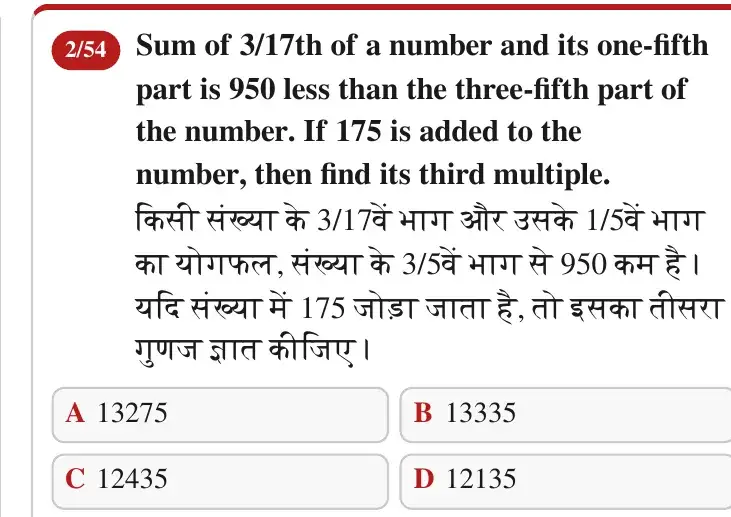 2/54 Sum of 3/17th of a number and its one-fifth
part is 950 less than the three-fifth part of
the number. If 175 is added to the
number, then find its third multiple.
किसी संख्या के 3/17वें भाग और उसके 1/5वें भाग
का योगफल, संख्या के 3/5वें भाग से 950 कम है।
यदि संख्या में 175 जोड़ा जाता है, तो इसका तीसरा
गुणज ज्ञात कीजिए।
A 13275
B 13335
C 12435
D 12135